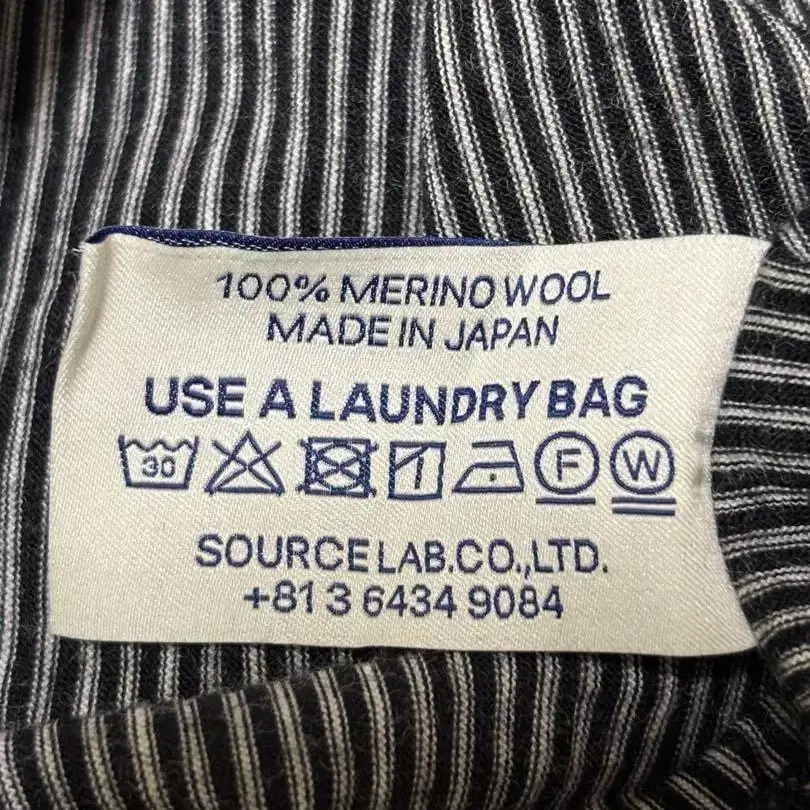 100% MERINO WOOL
MADE IN JAPAN
USE A LAUNDRY BAG
30 F W
SOURCE LAB.CO.,LTD.
+81 3 6434 9084